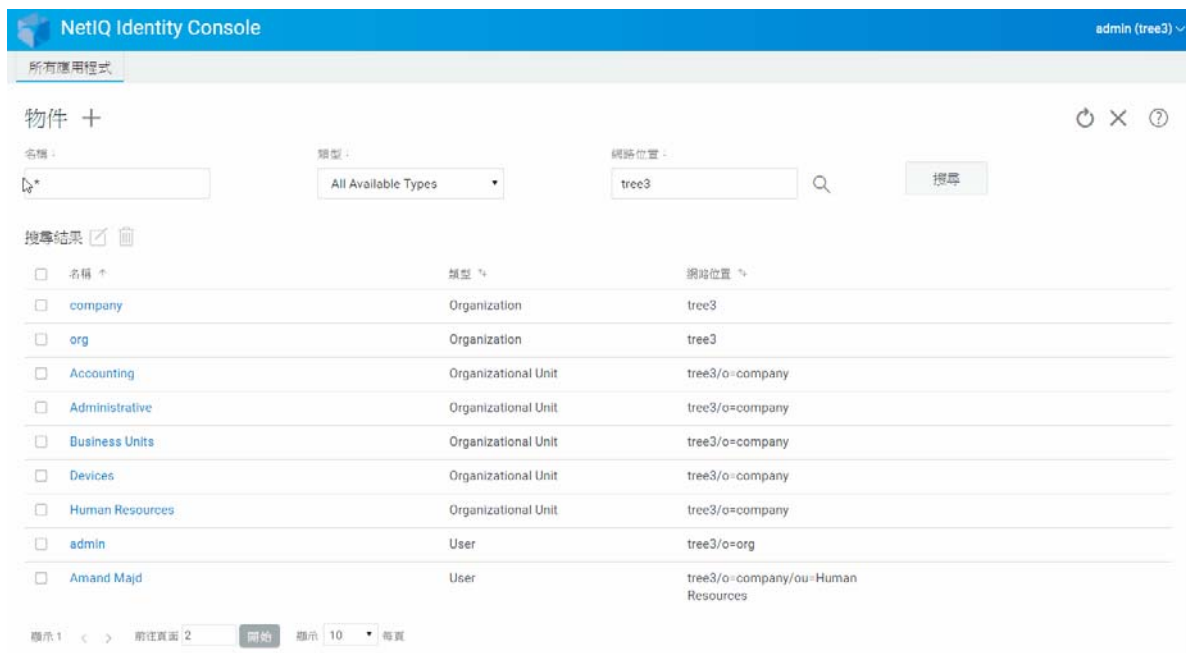 NetIQ Identity Console
admin (tree3)
所有應用程式
物件
名稱：
類型：
網路位置：
*
All Available Types
tree3
搜尋
搜尋結果
名稱
類型
網路位置
company Organization tree3
org Organization tree3
Accounting Organizational Unit tree3/o=company
Administrative Organizational Unit tree3/o=company
Business Units Organizational Unit tree3/o=company
Devices Organizational Unit tree3/o=company
Human Resources Organizational Unit tree3/o=company
admin User tree3/o=org
Amand Majd User tree3/o=company/ou=Human
Resources
顯示 1 < > 前往頁面 2 開始 顯示 10 每頁